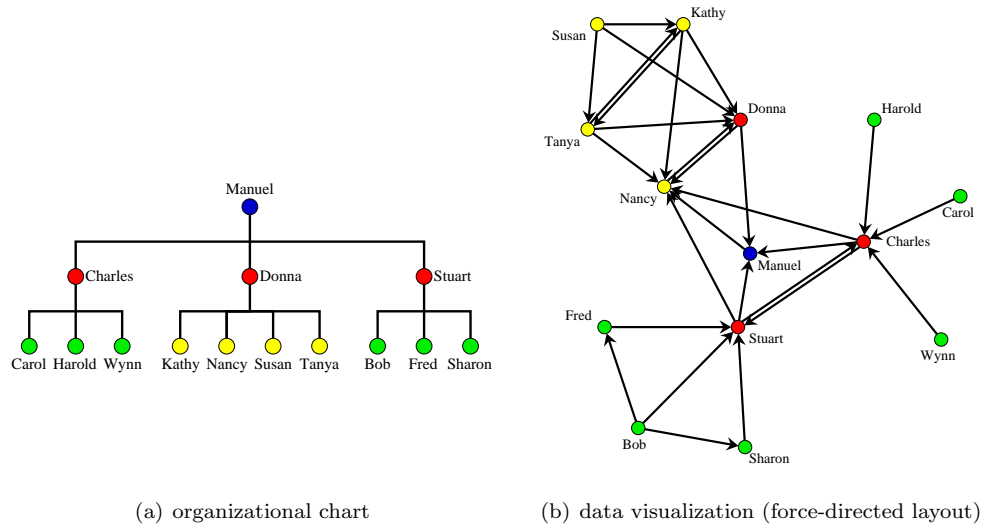 Manuel
Charles
Donna
Stuart
Carol Harold Wynn
Kathy Nancy Susan Tanya
Bob Fred Sharon
(a) organizational chart
Kathy
Susan
Donna
Harold
Tanya
Nancy
Carol
Charles
Manuel
Fred
Stuart
Wynn
Bob
Sharon
(b) data visualization (force-directed layout)